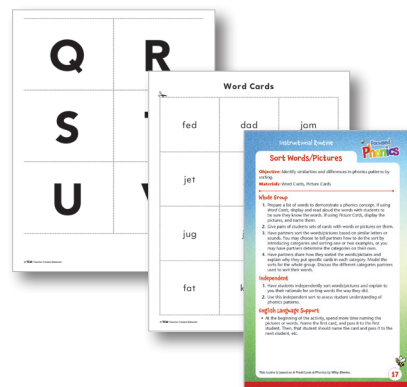 Q R
S
U
Word Cards
fed dad jam
jet
jug
fat
Instructional Routine
Focused
Phonics
Sort Words/Pictures
Objective: Identify similarities and differences in phonics patterns by
sorting.
Materials: Word Cards, Picture Cards
Whole Group
1. Prepare a list of words to demonstrate a phonics concept. If using
Word Cards, display and read aloud the words with students to
be sure they know the words. If using Picture Cards, display the
pictures, and name them.
2. Give pairs of students sets of cards with words or pictures on them.
3. Have partners sort the words/pictures based on similar letters or
sounds. You may choose to tell partners how to do the sort by
introducing categories and sorting one or two examples, or you
may have partners determine the categories on their own.
4. Have partners share how they sorted the words/pictures and
explain why they put specific cards in each category. Model the
sorts for the whole group. Discuss the different categories partners
used to sort their words.
Independent
1. Have students independently sort words/pictures and explain to
you their rationale for sorting words the way they did.
2. Use this independent sort to assess student understanding of
phonics patterns.
English Language Support
• At the beginning of the activity, spend more time naming the
pictures or words. Name the first card, and pass it to the first
student. Then, that student should name the card and pass it to the
next student, etc.
17